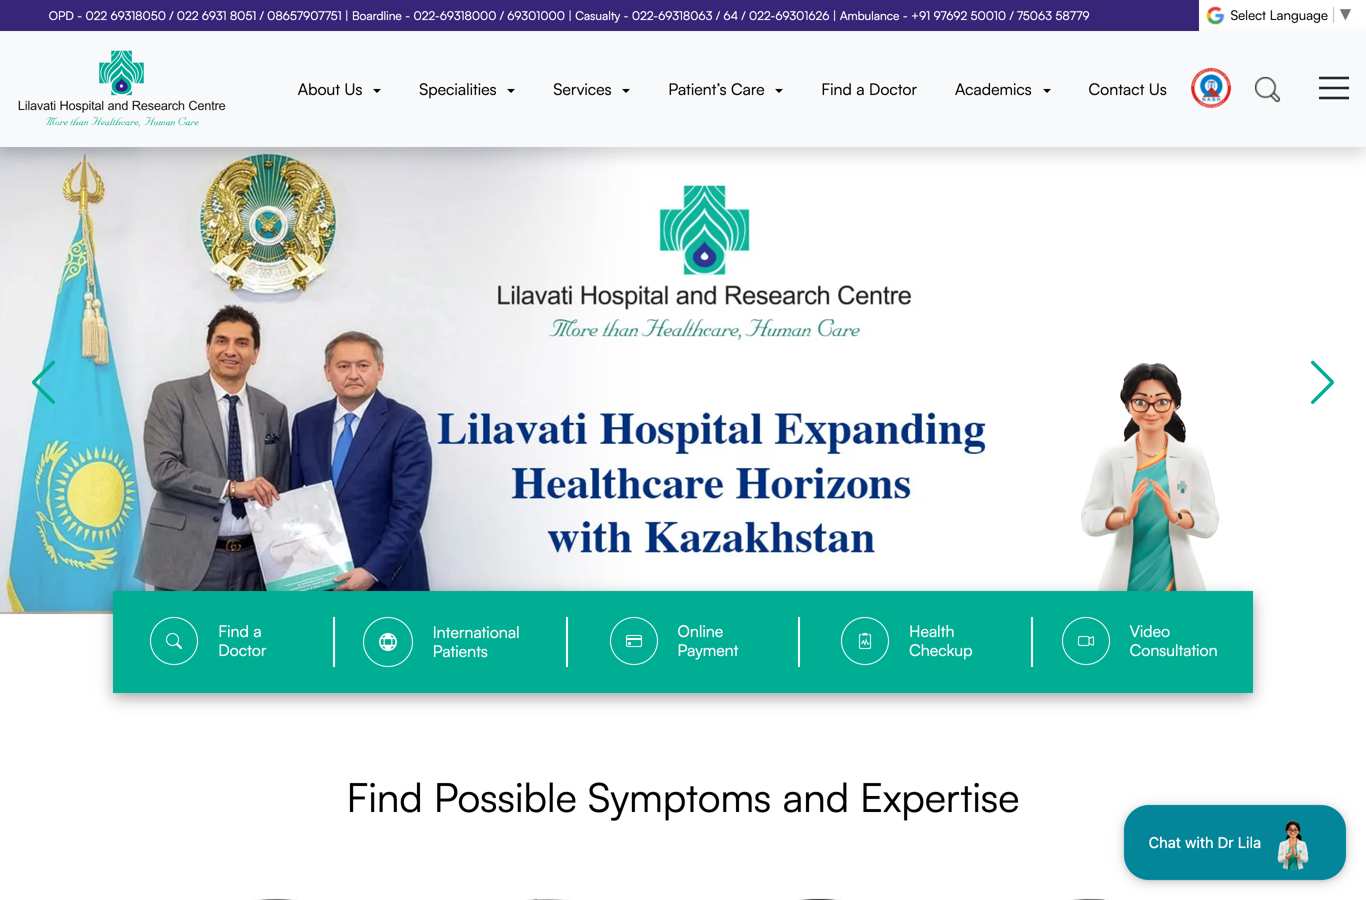 OPD - 022 69318050 / 022 6931 8051 / 08657907751 | Boardline - 022-69318000 / 69301000 | Casualty - 022-69318063 / 64 / 022-69301626 | Ambulance - +91 97692 50010 / 75063 58779
Select Language
Lilavati Hospital and Research Centre
More than Healthcare, Human Care
About Us
Specialities
Services
Patient's Care
Find a Doctor
Academics
Contact Us
Lilavati Hospital and Research Centre
More than Healthcare, Human Care
Lilavati Hospital Expanding
Healthcare Horizons
with Kazakhstan
Find a
Doctor
International
Patients
Online
Payment
Health
Checkup
Video
Consultation
Find Possible Symptoms and Expertise
Chat with Dr Lila